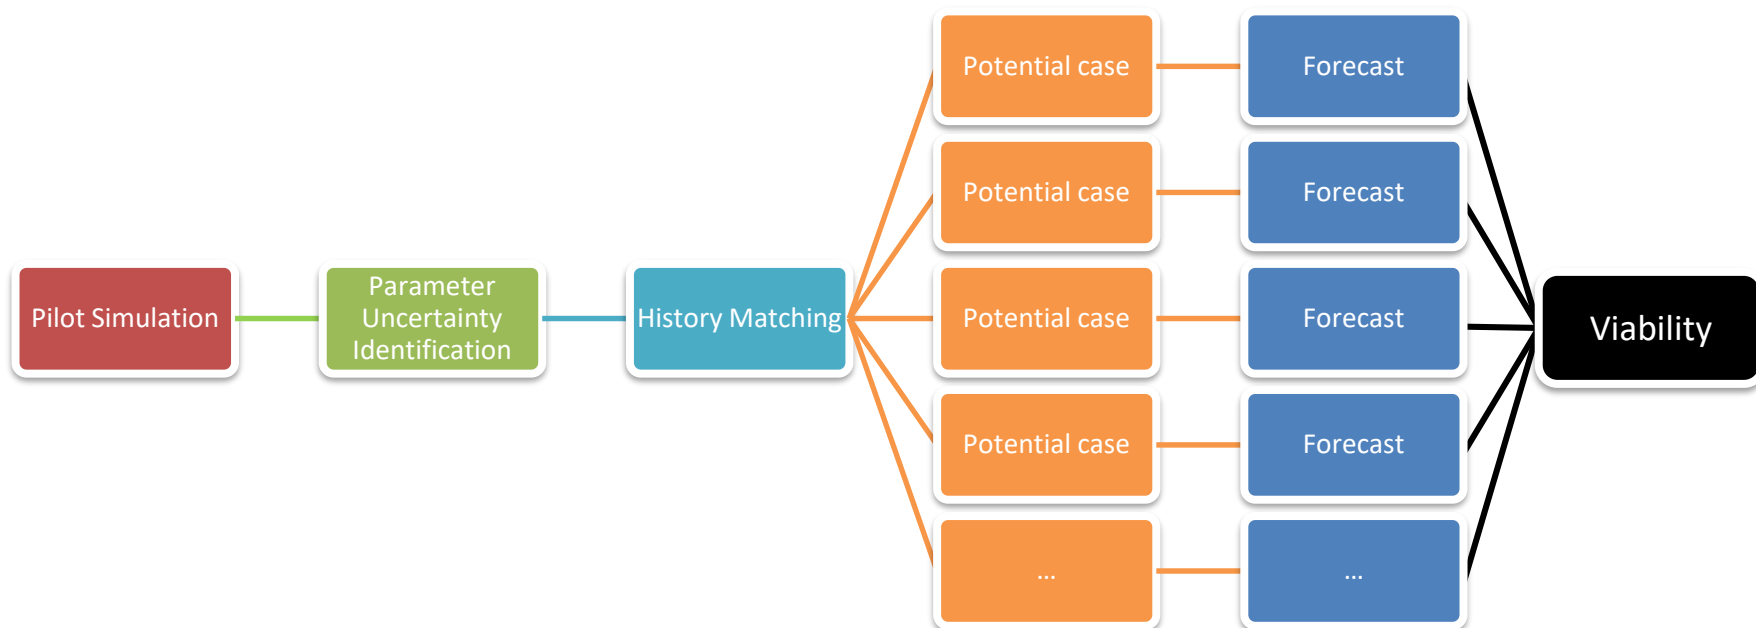 Pilot Simulation
Parameter
Uncertainty
Identification
History Matching
Potential case
Forecast
Potential case
Forecast
Potential case
Forecast
Potential case
Forecast
...
...
Viability